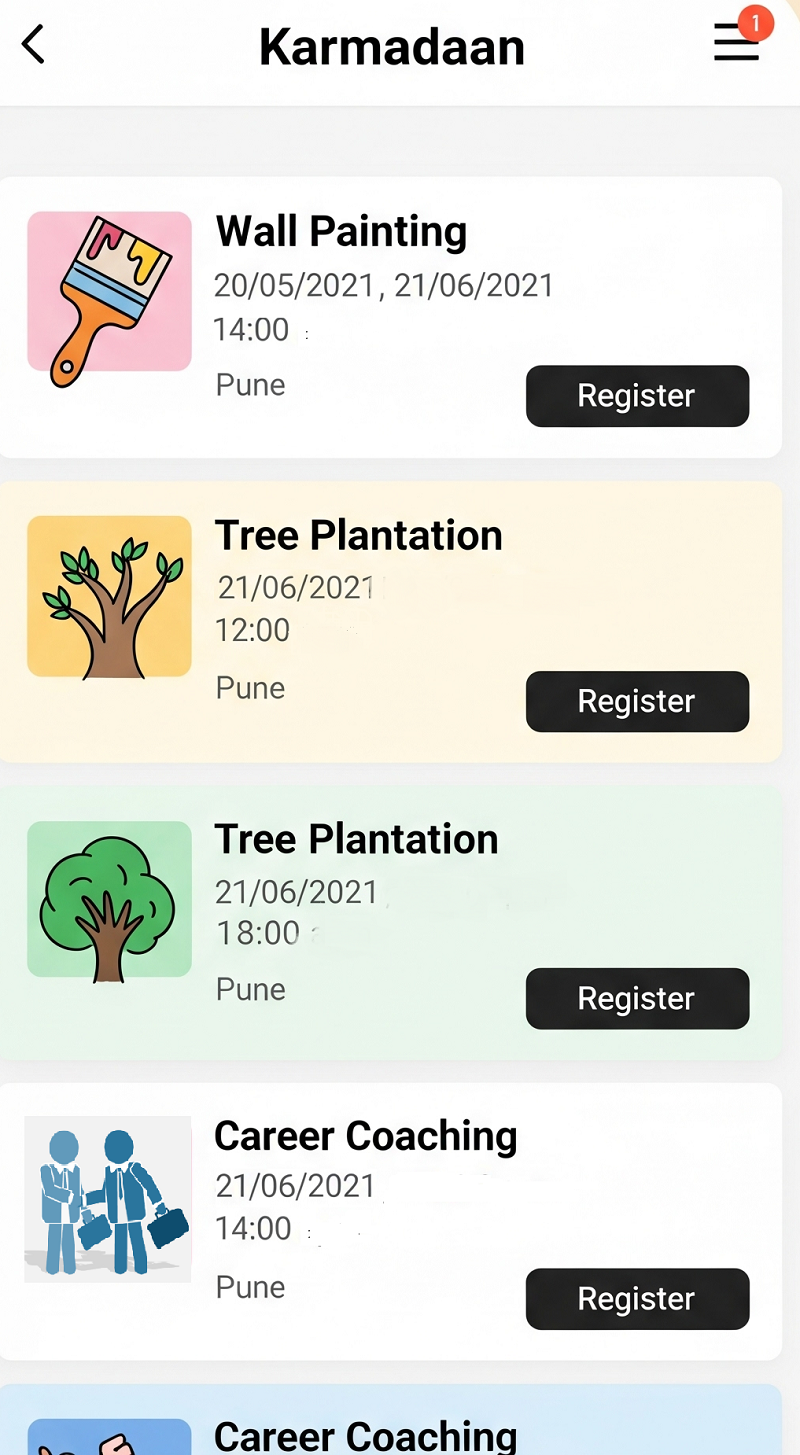 Karmadaan
1
Wall Painting
20/05/2021, 21/06/2021
14:00 :
Pune
Register
Tree Plantation
21/06/2021
12:00
Pune
Register
Tree Plantation
21/06/2021
18:00
Pune
Register
Career Coaching
21/06/2021
14:00 :
Pune
Register
Career Coaching